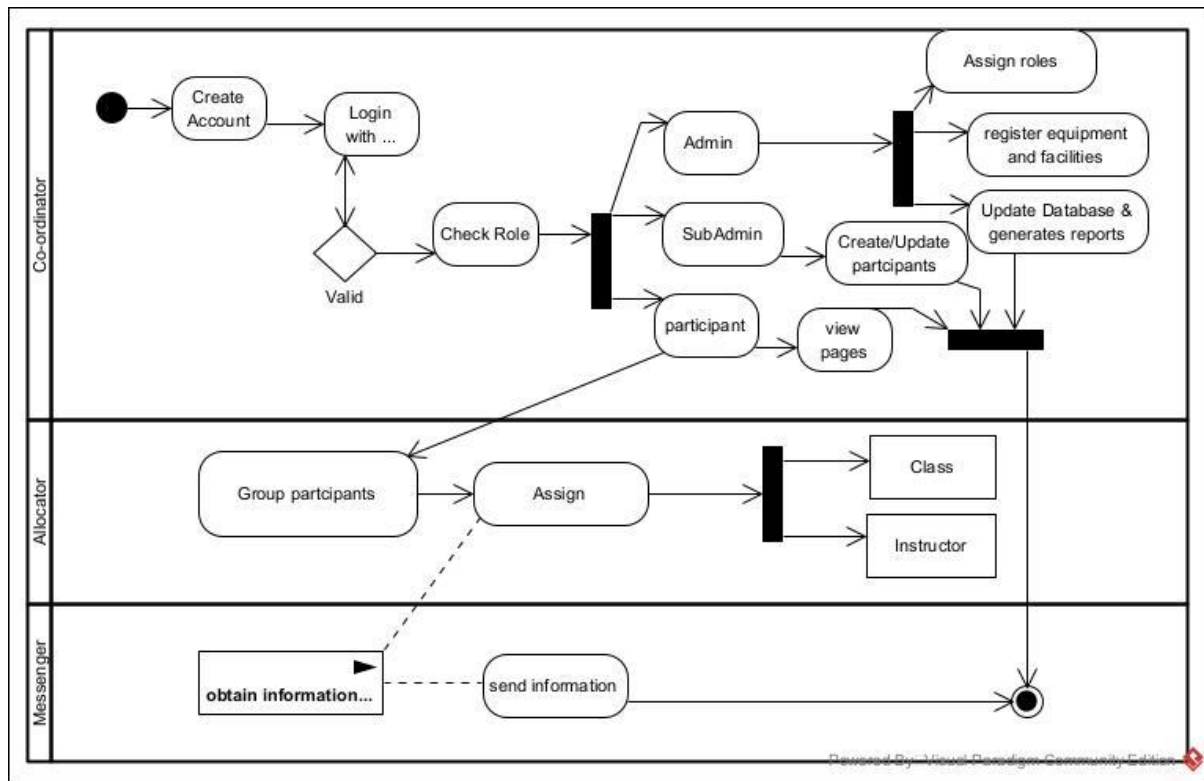 Co-ordinator
Create
Account
Login
with ...
Valid
Check Role
Admin
SubAdmin
participant
Assign roles
register equipment
and facilities
Update Database &
generates reports
Create/Update
partcipants
view
pages
Allocator
Group partcipants
Assign
Class
Instructor
Messenger
obtain information...
send information
Powered By: Visual Paradigm Community Edition